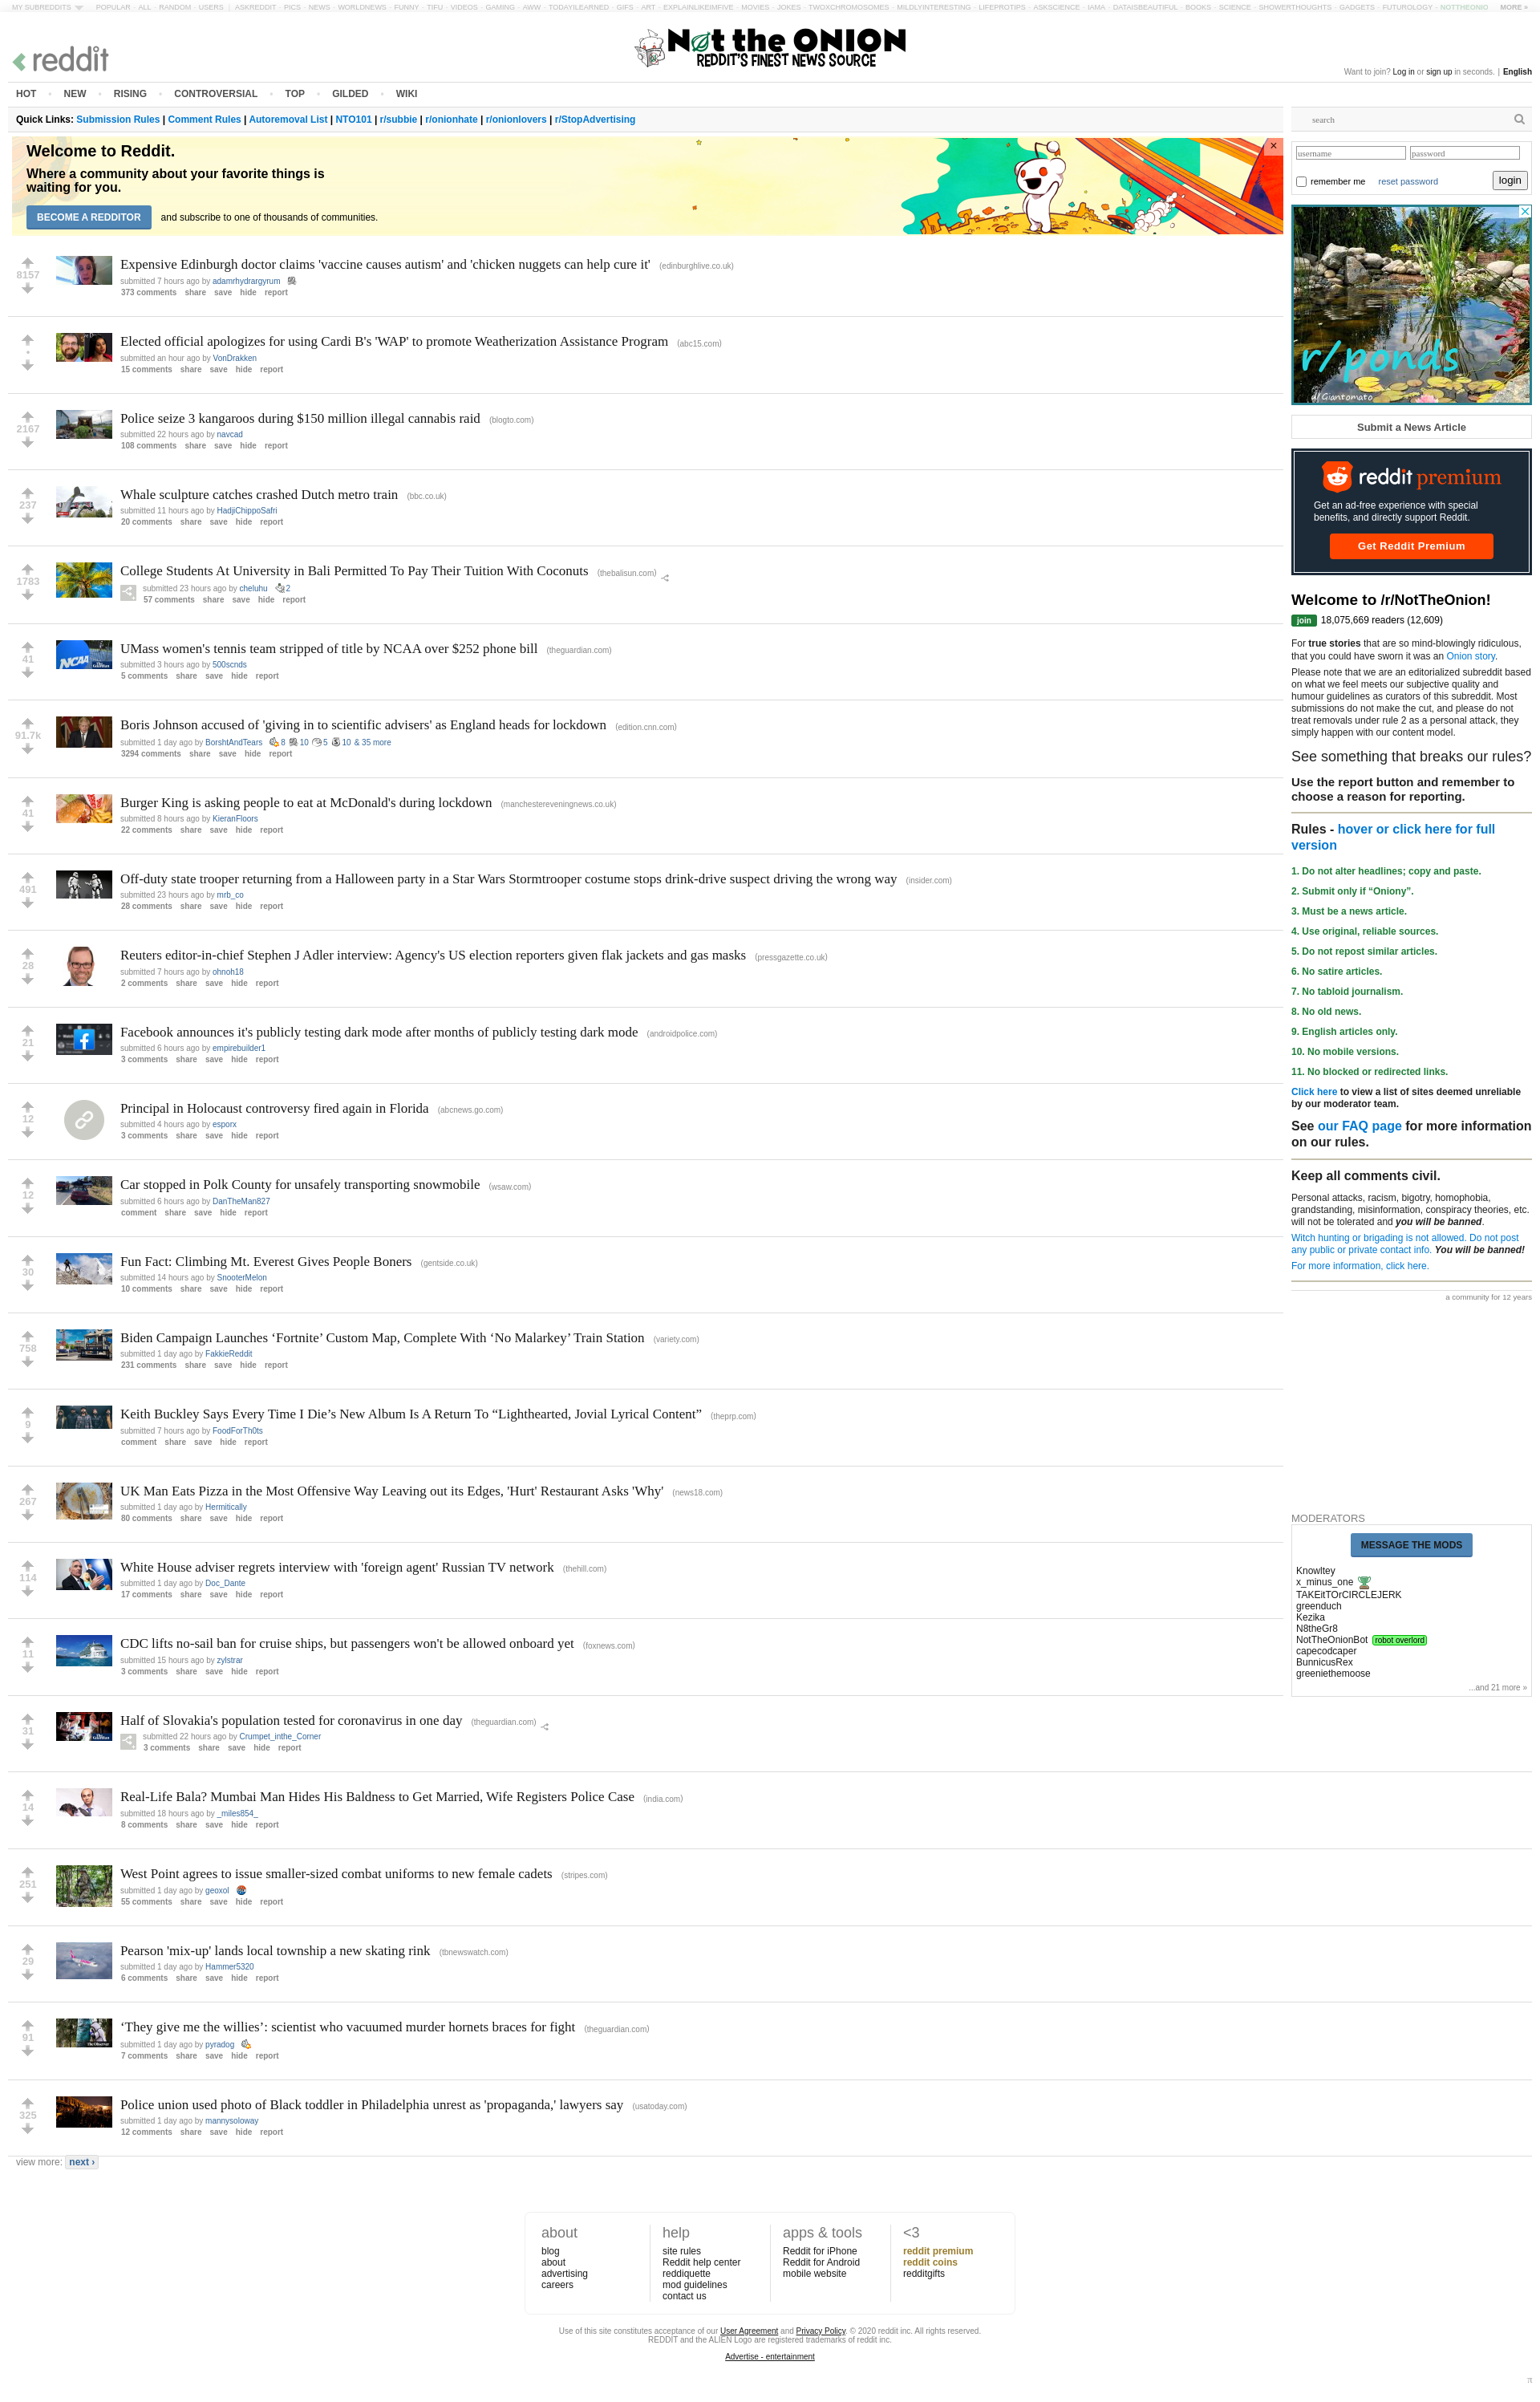 MY SUBREDDITS POPULAR - ALL - RANDOM - USERS | ASKREDDIT - PICS - NEWS - WORLDNEWS - FUNNY - TIFU - VIDEOS - GAMING - AWW - TODAYILEARNED - GIFS - ART - EXPLAINLIKEIMFIVE - MOVIES - JOKES - TWOXCHROMOSOMES - MILDLYINTERESTING - LIFEPROTIPS - ASKSCIENCE - IAMA - DATAISBEAUTIFUL - BOOKS - SCIENCE - SHOWERTHOUGHTS - GADGETS - FUTUROLOGY - NOTTHEONIO MORE »
reddit
Not the ONION
REDDIT'S FINEST NEWS SOURCE
Want to join? Log in or sign up in seconds. | English
HOT • NEW • RISING • CONTROVERSIAL • TOP • GILDED • WIKI
Quick Links: Submission Rules | Comment Rules | Autoremoval List | NTO101 | r/subbie | r/onionhate | r/onionlovers | r/StopAdvertising
Welcome to Reddit.
Where a community about your favorite things is
waiting for you.
BECOME A REDDITOR and subscribe to one of thousands of communities.
×
8157
Expensive Edinburgh doctor claims 'vaccine causes autism' and 'chicken nuggets can help cure it' (edinburghlive.co.uk)
submitted 7 hours ago by adamrhydrargyrum
373 comments share save hide report
•
Elected official apologizes for using Cardi B's 'WAP' to promote Weatherization Assistance Program (abc15.com)
submitted an hour ago by VonDrakken
15 comments share save hide report
2167
Police seize 3 kangaroos during $150 million illegal cannabis raid (blogto.com)
submitted 22 hours ago by navcad
108 comments share save hide report
237
Whale sculpture catches crashed Dutch metro train (bbc.co.uk)
submitted 11 hours ago by HadjiChippoSafri
20 comments share save hide report
1783
College Students At University in Bali Permitted To Pay Their Tuition With Coconuts (thebalisun.com)
submitted 23 hours ago by cheluhu 2
57 comments share save hide report
41
UMass women's tennis team stripped of title by NCAA over $252 phone bill (theguardian.com)
submitted 3 hours ago by 500scnds
5 comments share save hide report
91.7k
Boris Johnson accused of 'giving in to scientific advisers' as England heads for lockdown (edition.cnn.com)
submitted 1 day ago by BorshtAndTears 8 10 5 10 & 35 more
3294 comments share save hide report
41
Burger King is asking people to eat at McDonald's during lockdown (manchestereveningnews.co.uk)
submitted 8 hours ago by KieranFloors
22 comments share save hide report
491
Off-duty state trooper returning from a Halloween party in a Star Wars Stormtrooper costume stops drink-drive suspect driving the wrong way (insider.com)
submitted 23 hours ago by mrb_co
28 comments share save hide report
28
Reuters editor-in-chief Stephen J Adler interview: Agency's US election reporters given flak jackets and gas masks (pressgazette.co.uk)
submitted 7 hours ago by ohnoh18
2 comments share save hide report
21
Facebook announces it's publicly testing dark mode after months of publicly testing dark mode (androidpolice.com)
submitted 6 hours ago by empirebuilder1
3 comments share save hide report
12
Principal in Holocaust controversy fired again in Florida (abcnews.go.com)
submitted 4 hours ago by esporx
3 comments share save hide report
12
Car stopped in Polk County for unsafely transporting snowmobile (wsaw.com)
submitted 6 hours ago by DanTheMan827
comment share save hide report
30
Fun Fact: Climbing Mt. Everest Gives People Boners (gentside.co.uk)
submitted 14 hours ago by SnooterMelon
10 comments share save hide report
758
Biden Campaign Launches ‘Fortnite’ Custom Map, Complete With ‘No Malarkey’ Train Station (variety.com)
submitted 1 day ago by FakkieReddit
231 comments share save hide report
9
Keith Buckley Says Every Time I Die’s New Album Is A Return To “Lighthearted, Jovial Lyrical Content” (theprp.com)
submitted 7 hours ago by FoodForTh0ts
comment share save hide report
267
UK Man Eats Pizza in the Most Offensive Way Leaving out its Edges, 'Hurt' Restaurant Asks 'Why' (news18.com)
submitted 1 day ago by Hermitically
80 comments share save hide report
114
White House adviser regrets interview with 'foreign agent' Russian TV network (thehill.com)
submitted 1 day ago by Doc_Dante
17 comments share save hide report
11
CDC lifts no-sail ban for cruise ships, but passengers won't be allowed onboard yet (foxnews.com)
submitted 15 hours ago by zylstrar
3 comments share save hide report
31
Half of Slovakia's population tested for coronavirus in one day (theguardian.com)
submitted 22 hours ago by Crumpet_inthe_Corner
3 comments share save hide report
14
Real-Life Bala? Mumbai Man Hides His Baldness to Get Married, Wife Registers Police Case (india.com)
submitted 18 hours ago by _miles854_
8 comments share save hide report
251
West Point agrees to issue smaller-sized combat uniforms to new female cadets (stripes.com)
submitted 1 day ago by geoxol
55 comments share save hide report
29
Pearson 'mix-up' lands local township a new skating rink (tbnewswatch.com)
submitted 1 day ago by Hammer5320
6 comments share save hide report
91
‘They give me the willies’: scientist who vacuumed murder hornets braces for fight (theguardian.com)
submitted 1 day ago by pyradog
7 comments share save hide report
325
Police union used photo of Black toddler in Philadelphia unrest as 'propaganda,' lawyers say (usatoday.com)
submitted 1 day ago by mannysoloway
12 comments share save hide report
view more: next ›
search
username password
remember me reset password login
r/ponds
u/Giantomato
Submit a News Article
reddit premium
Get an ad-free experience with special
benefits, and directly support Reddit.
Get Reddit Premium
Welcome to /r/NotTheOnion!
join 18,075,669 readers (12,609)
For true stories that are so mind-blowingly ridiculous,
that you could have sworn it was an Onion story.
Please note that we are an editorialized subreddit based
on what we feel meets our subjective quality and
humour guidelines as curators of this subreddit. Most
submissions do not make the cut, and please do not
treat removals under rule 2 as a personal attack, they
simply happen with our content model.
See something that breaks our rules?
Use the report button and remember to
choose a reason for reporting.
Rules - hover or click here for full
version
1. Do not alter headlines; copy and paste.
2. Submit only if “Oniony”.
3. Must be a news article.
4. Use original, reliable sources.
5. Do not repost similar articles.
6. No satire articles.
7. No tabloid journalism.
8. No old news.
9. English articles only.
10. No mobile versions.
11. No blocked or redirected links.
Click here to view a list of sites deemed unreliable
by our moderator team.
See our FAQ page for more information
on our rules.
Keep all comments civil.
Personal attacks, racism, bigotry, homophobia,
grandstanding, misinformation, conspiracy theories, etc.
will not be tolerated and you will be banned.
Witch hunting or brigading is not allowed. Do not post
any public or private contact info. You will be banned!
For more information, click here.
a community for 12 years
MODERATORS
MESSAGE THE MODS
Knowltey
x_minus_one
TAKEitTOrCIRCLEJERK
greenduch
Kezika
N8theGr8
NotTheOnionBot robot overlord
capecodcaper
BunnicusRex
greeniethemoose
...and 21 more »
about
blog
about
advertising
careers
help
site rules
Reddit help center
reddiquette
mod guidelines
contact us
apps & tools
Reddit for iPhone
Reddit for Android
mobile website
<3
reddit premium
reddit coins
redditgifts
Use of this site constitutes acceptance of our User Agreement and Privacy Policy. © 2020 reddit inc. All rights reserved.
REDDIT and the ALIEN Logo are registered trademarks of reddit inc.
Advertise - entertainment
π